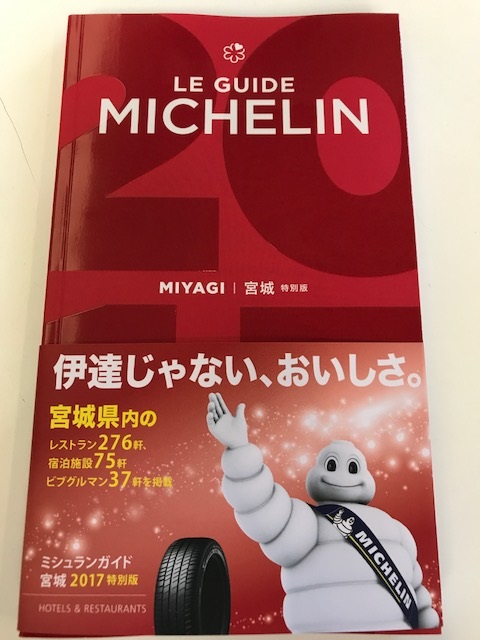 20
LE GUIDE
MICHELIN
MIYAGI | 宮城 特別版
伊達じゃない、おいしさ。
宮城県内の
レストラン276軒、
宿泊施設75軒
ビブグルマン37軒を掲載
MICHELIN
ミシュランガイド
宮城 2017 特別版
HOTELS & RESTAURANTS